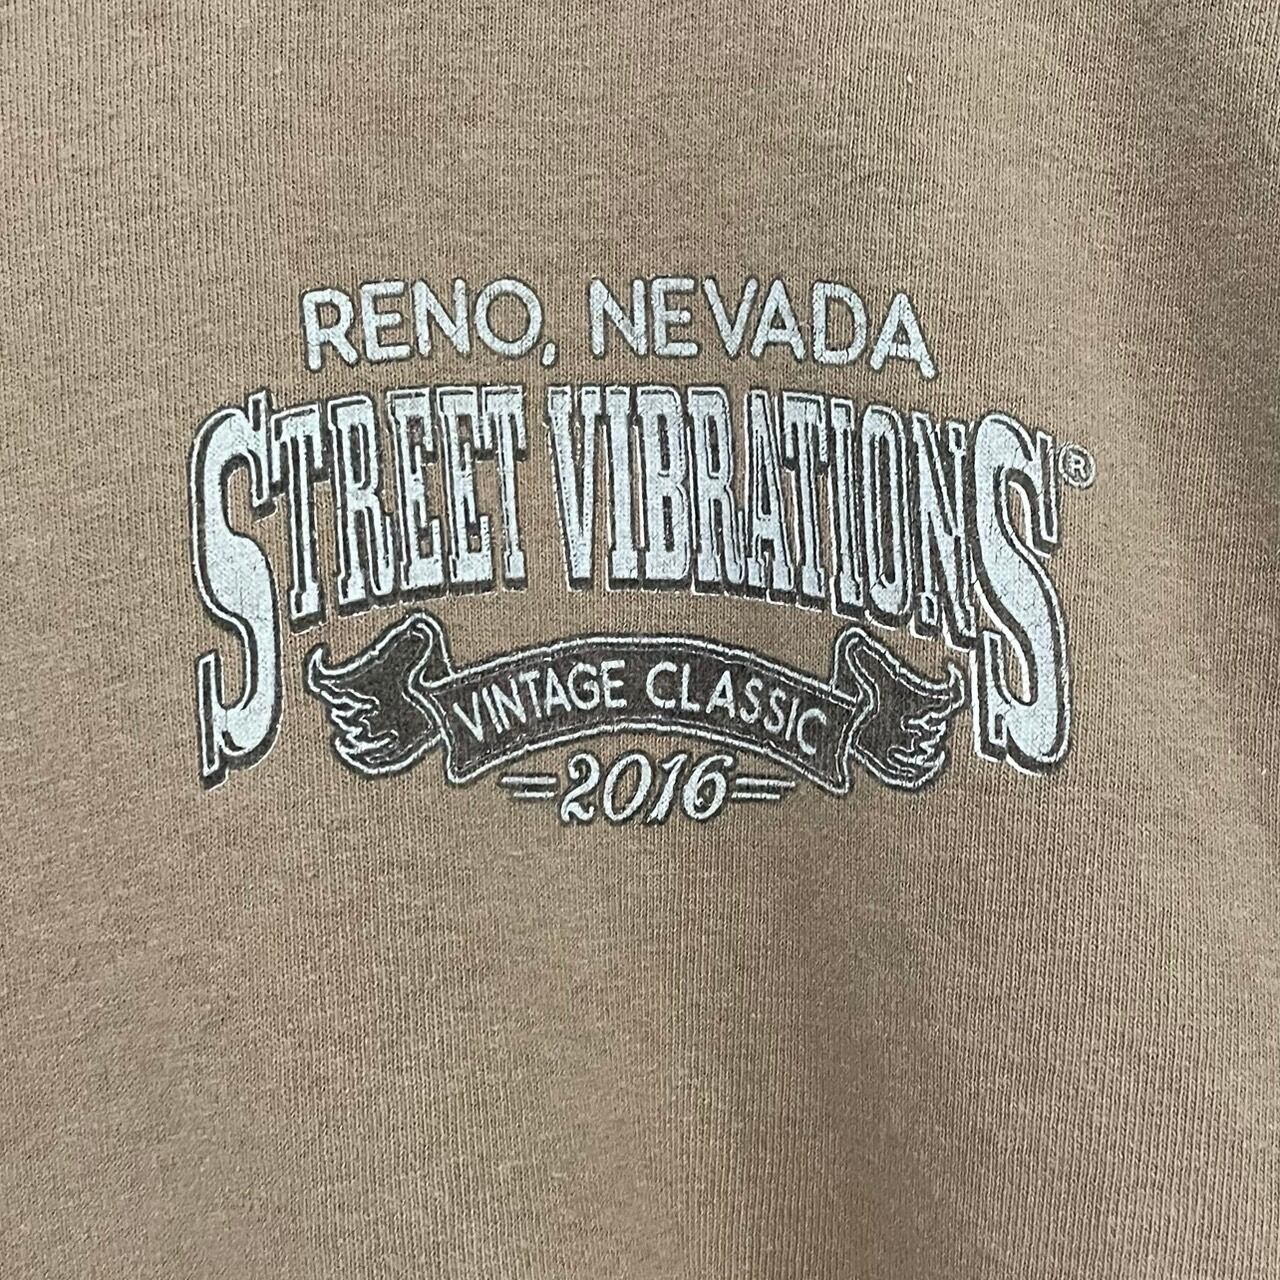 RENO, NEVADA
STREET VIBRATIONS®
VINTAGE CLASSIC
2016